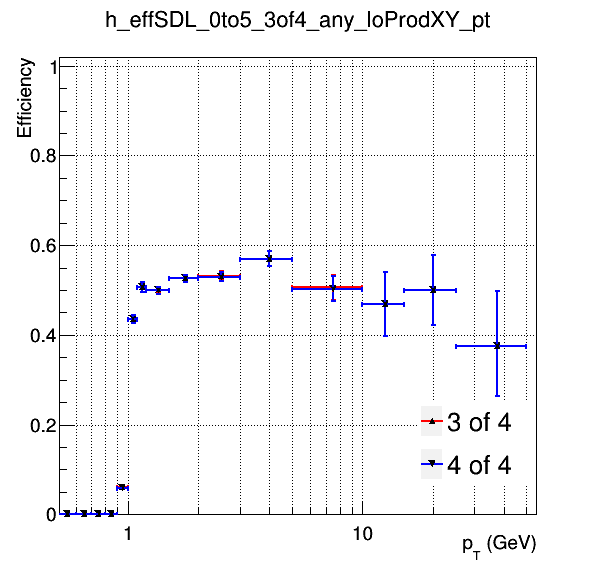 h_effSDL_0to5_3of4_any_loProdXY_pt
Efficiency
1
0.8
0.6
0.4
0.2
0
3 of 4
4 of 4
1
10
p_T (GeV)